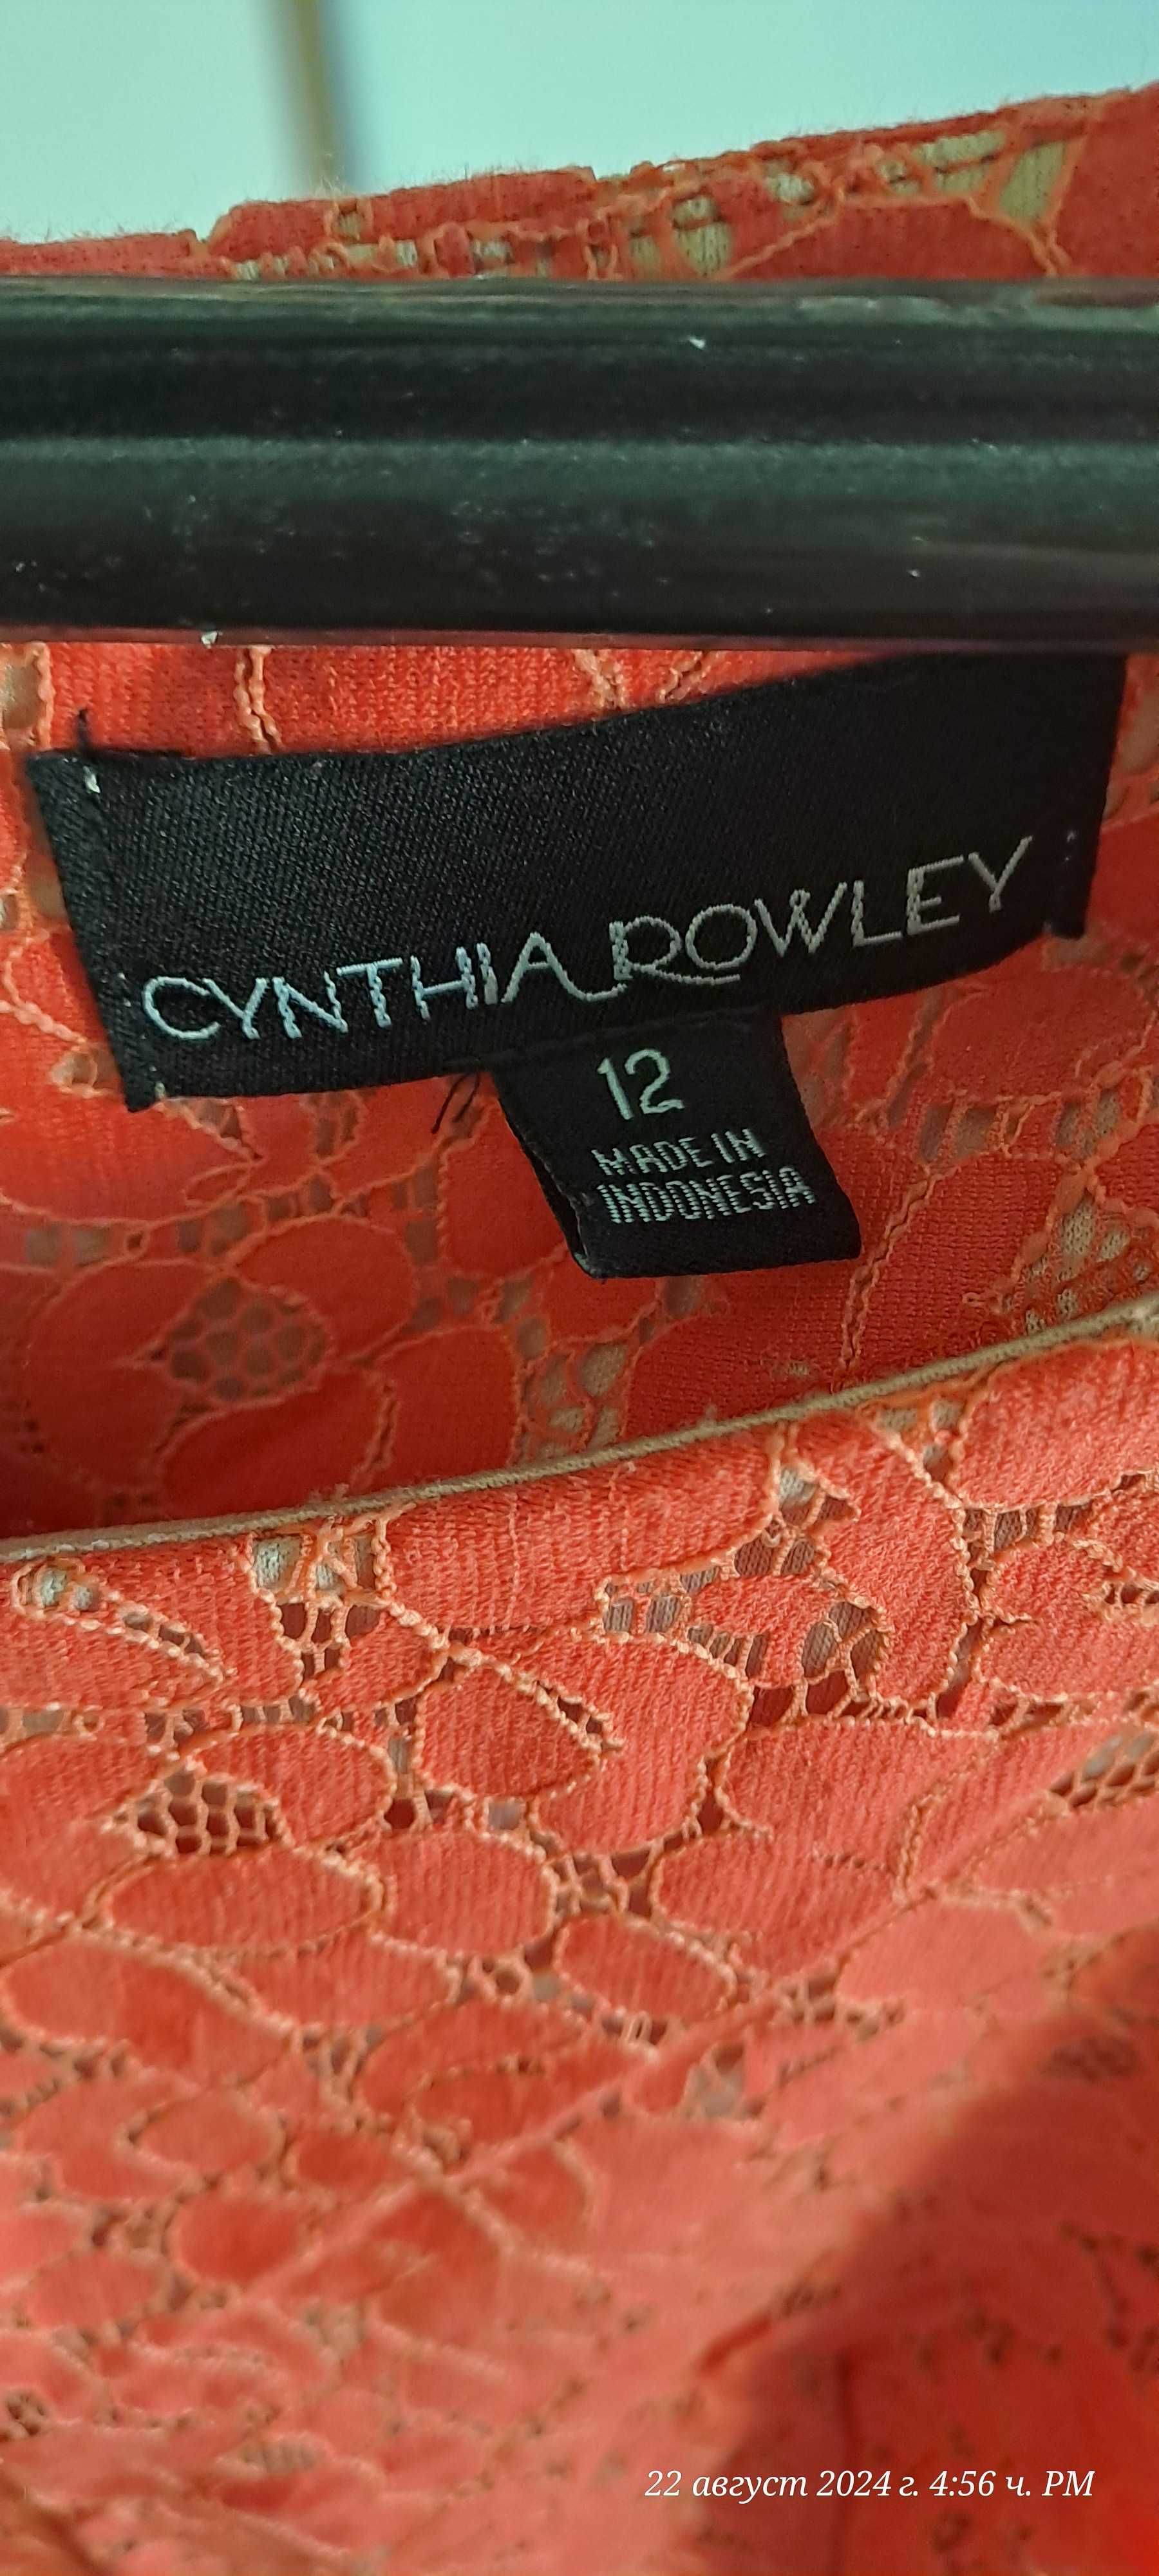 CYNTHIA ROWLEY
12
MADE IN
INDONESIA
22 август 2024 г. 4:56 ч. PM